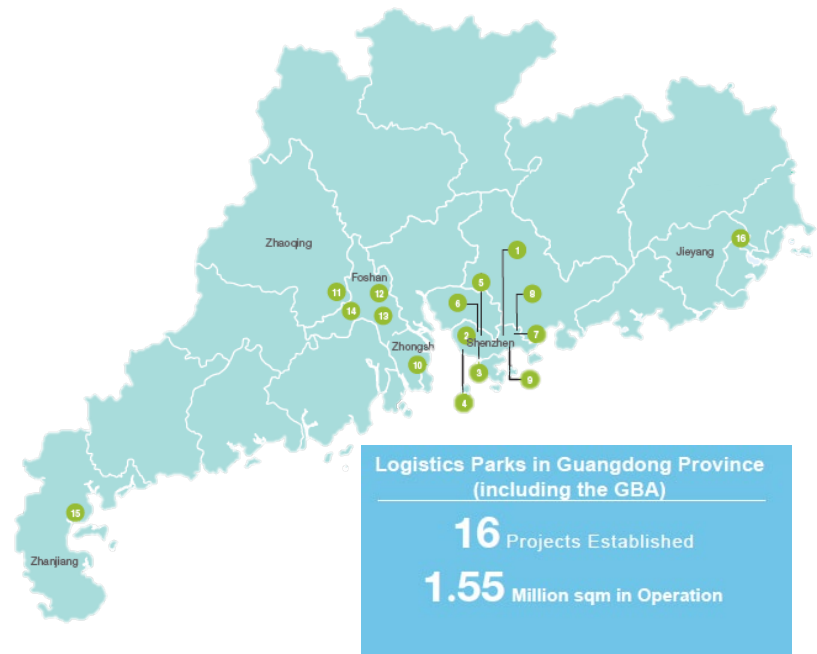 Zhaoqing
Foshan
Jieyang
Zhongsh
Shenzhen
Zhanjiang
1
2
3
4
5
6
7
8
9
10
11
12
13
14
15
16
Logistics Parks in Guangdong Province
(including the GBA)
16 Projects Established
1.55 Million sqm in Operation